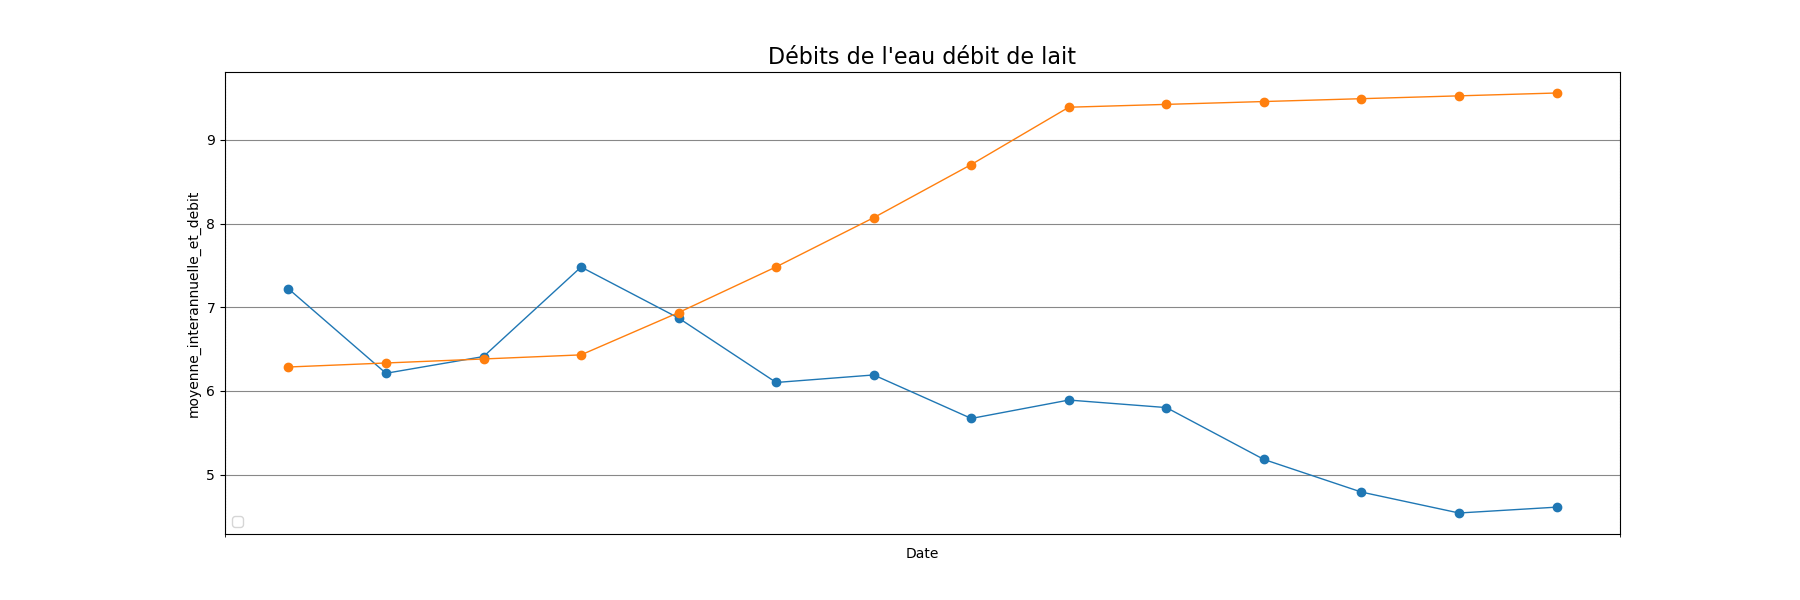 Débits de l'eau débit de lait
moyenne_interannuelle_et_debit
9
8
7
6
5
Date